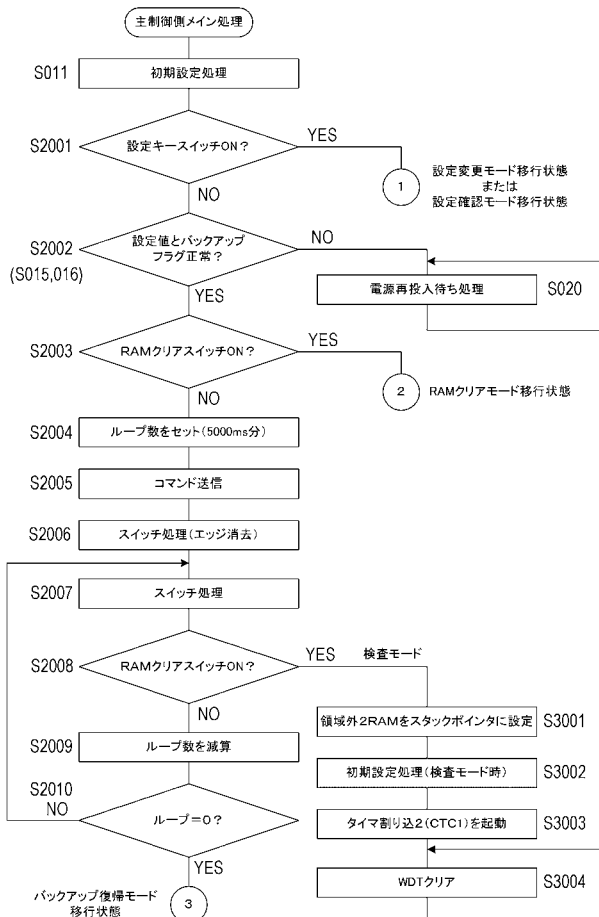 主制御側メイン処理
S011
初期設定処理
S2001
設定キースイッチON?
YES
1
設定変更モード移行状態
または
設定確認モード移行状態
NO
S2002
(S015,016)
設定値とバックアップ
フラグ正常?
NO
電源再投入待ち処理
S020
YES
S2003
RAMクリアスイッチON?
YES
2
RAMクリアモード移行状態
NO
S2004
ループ数をセット(5000ms分)
S2005
コマンド送信
S2006
スイッチ処理(エッジ消去)
S2007
スイッチ処理
S2008
RAMクリアスイッチON?
YES
検査モード
NO
領域外2RAMをスタックポインタに設定
S3001
S2009
ループ数を減算
初期設定処理(検査モード時)
S3002
S2010
NO
ループ=0?
タイマ割り込2(CTC1)を起動
S3003
YES
WDTクリア
S3004
バックアップ復帰モード
移行状態
3